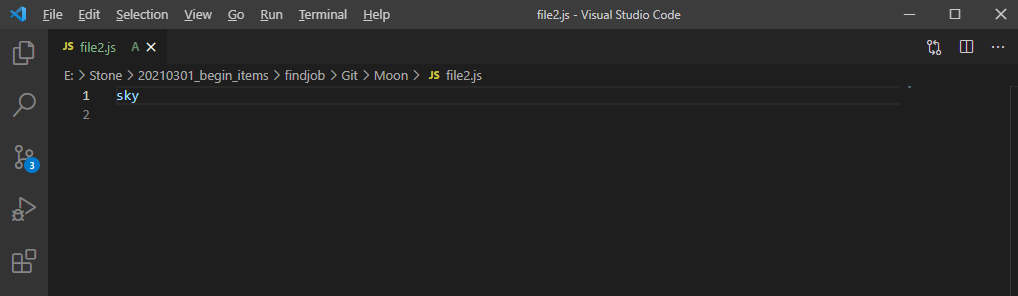 File Edit Selection View Go Run Terminal Help file2.js - Visual Studio Code
JS file2.js A
E: > Stone > 20210301_begin_items > findjob > Git > Moon > JS file2.js
1 sky
2
3